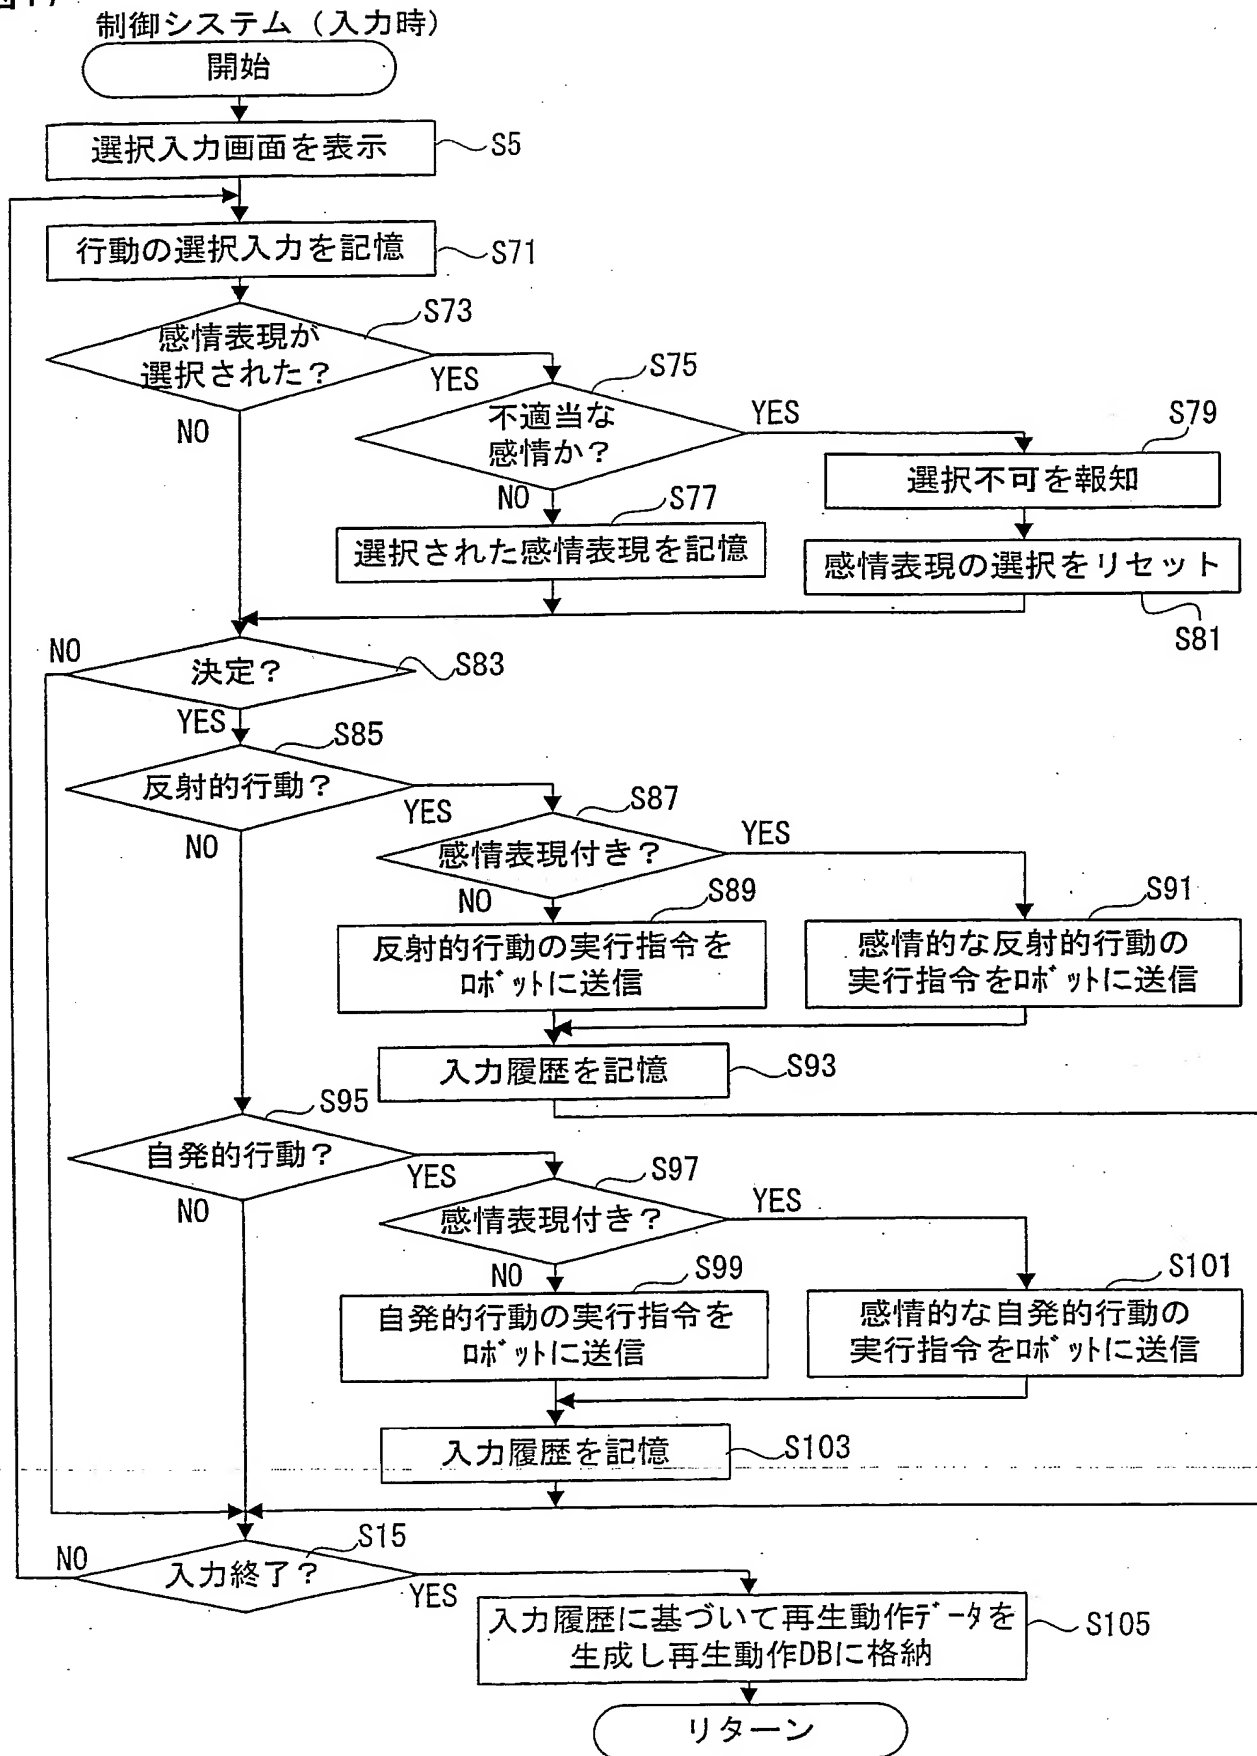 制御システム（入力時）
開始
選択入力画面を表示
S5
行動の選択入力を記憶
S71
感情表現が
選択された？
S73
YES
NO
不適当な
感情か？
S75
YES
NO
選択不可を報知
S79
選択された感情表現を記憶
S77
感情表現の選択をリセット
S81
決定？
S83
NO
YES
反射的行動？
S85
YES
NO
感情表現付き？
S87
YES
NO
反射的行動の実行指令を
ﾛﾎﾞｯﾄに送信
S89
感情的な反射的行動の
実行指令をﾛﾎﾞｯﾄに送信
S91
入力履歴を記憶
S93
自発的行動？
S95
YES
NO
感情表現付き？
S97
YES
NO
自発的行動の実行指令を
ﾛﾎﾞｯﾄに送信
S99
感情的な自発的行動の
実行指令をﾛﾎﾞｯﾄに送信
S101
入力履歴を記憶
S103
入力終了？
S15
NO
YES
入力履歴に基づいて再生動作ﾃﾞｰﾀを
生成し再生動作DBに格納
S105
リターン